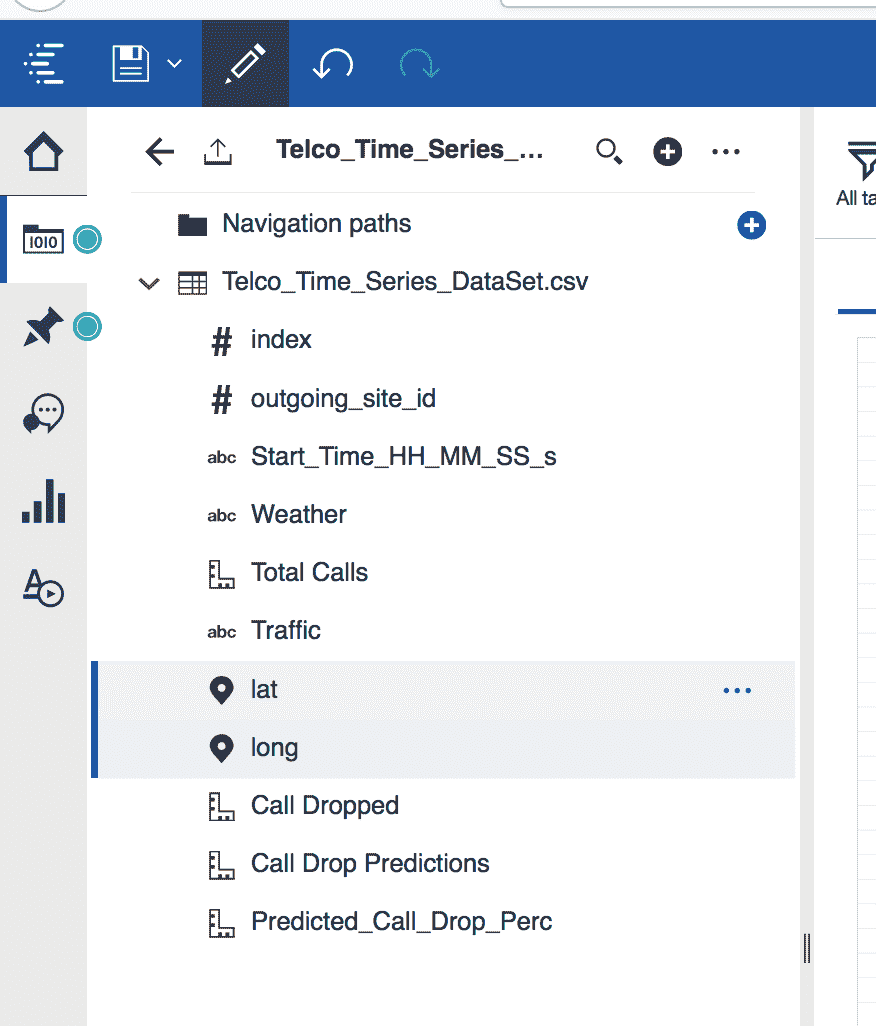 Telco_Time_Series_...
All ta
Navigation paths
Telco_Time_Series_DataSet.csv
# index
# outgoing_site_id
abc Start_Time_HH_MM_SS_s
abc Weather
Total Calls
abc Traffic
lat
long
Call Dropped
Call Drop Predictions
Predicted_Call_Drop_Perc